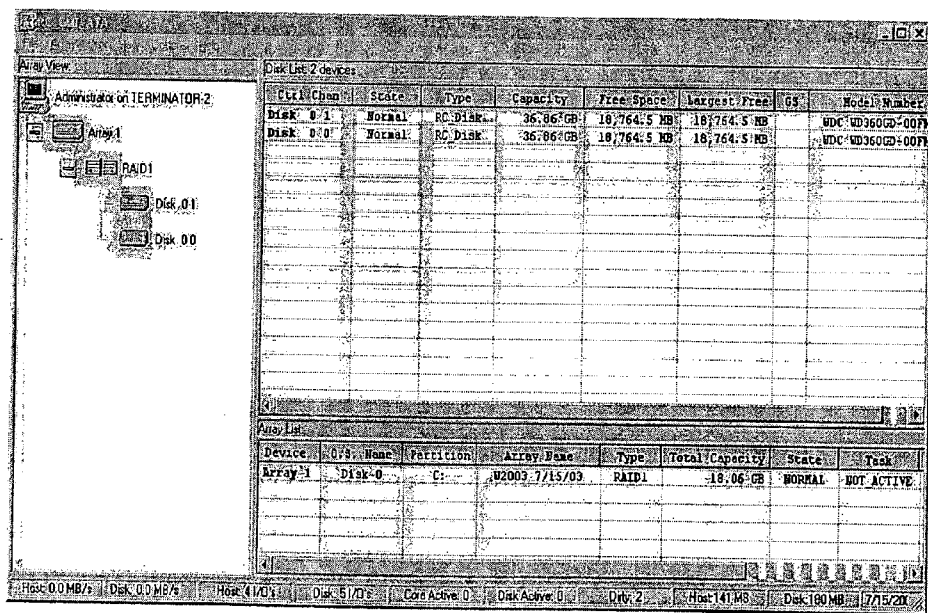 Array View:
Administrator on TERMINATOR-2
Array 1
RAID1
Disk 0 1
Disk 0 0
Disk List: 2 devices
Ctrl Chan State Type Capacity Free Space Largest Free GS Model Number
Disk 0 1 Normal RC Disk 36.86 GB 18,764.5 MB 18,764.5 MB WDC WD360GD-00F
Disk 0 0 Normal RC Disk 36.86 GB 18,764.5 MB 18,764.5 MB WDC WD360GD-00F
Array List:
Device O.S. Name Partition Array Name Type Total Capacity State Task
Array 1 Disk 0 C: W2003 7/15/03 RAID1 18.06 GB NORMAL NOT ACTIVE
Host: 0.0 MB/s Disk: 0.0 MB/s Host: 4 I/O's Disk: 5 I/O's Core Active: 0 Disk Active: 0 Dirty: 2 Host: 141 MB Disk: 180 MB 7/15/20